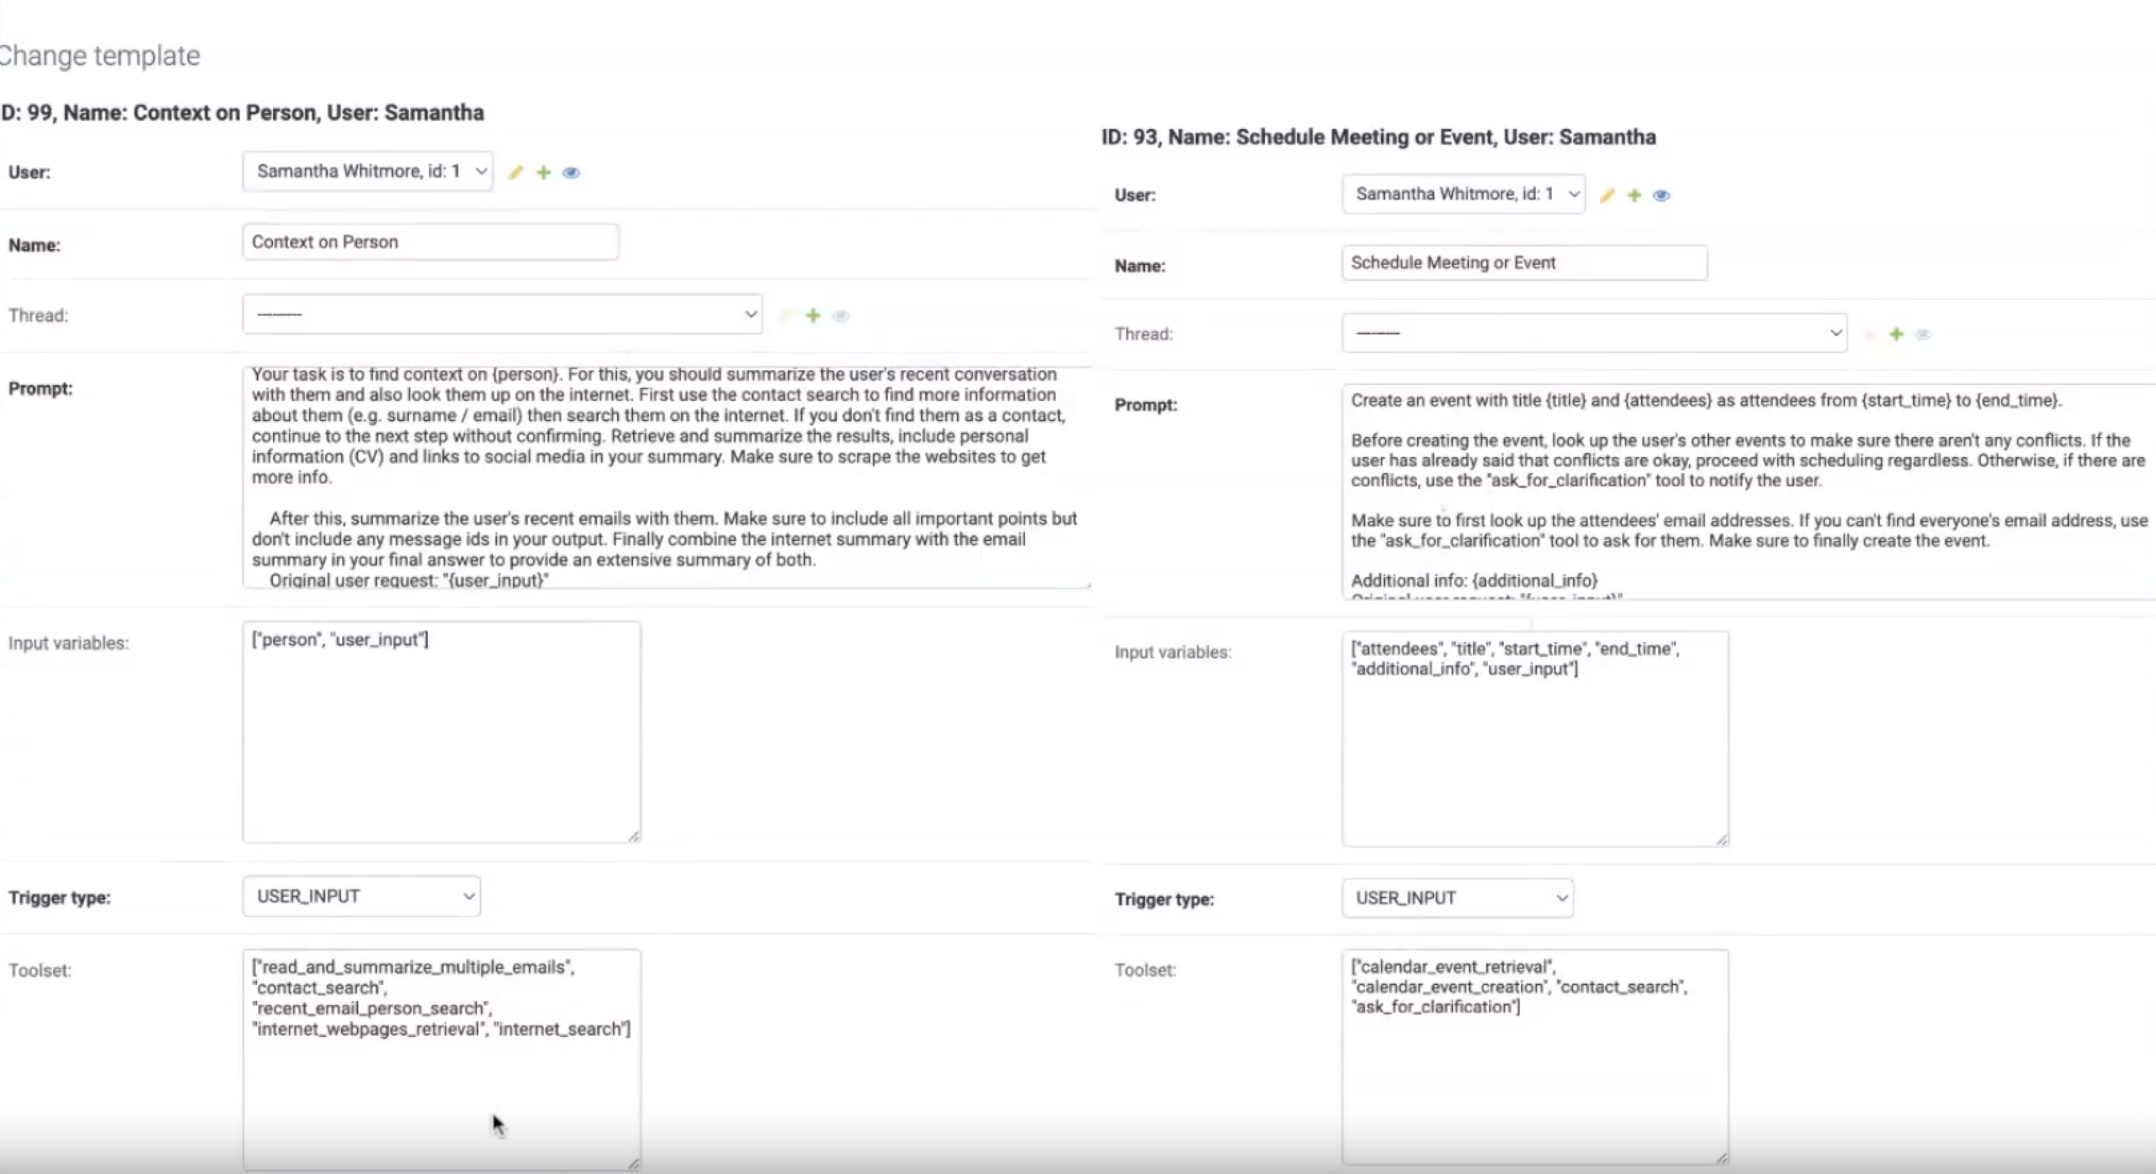 Change template
ID: 99, Name: Context on Person, User: Samantha
User:
Samantha Whitmore, id: 1
Name:
Context on Person
Thread:
---------
Prompt:
Your task is to find context on {person}. For this, you should summarize the user's recent conversation
with them and also look them up on the internet. First use the contact search to find more information
about them (e.g. surname / email) then search them on the internet. If you don't find them as a contact,
continue to the next step without confirming. Retrieve and summarize the results, include personal
information (CV) and links to social media in your summary. Make sure to scrape the websites to get
more info.
After this, summarize the user's recent emails with them. Make sure to include all important points but
don't include any message ids in your output. Finally combine the internet summary with the email
summary in your final answer to provide an extensive summary of both.
Original user request: "{user_input}"
Input variables:
["person", "user_input"]
Trigger type:
USER_INPUT
Toolset:
["read_and_summarize_multiple_emails",
"contact_search",
"recent_email_person_search",
"internet_webpages_retrieval", "internet_search"]
ID: 93, Name: Schedule Meeting or Event, User: Samantha
User:
Samantha Whitmore, id: 1
Name:
Schedule Meeting or Event
Thread:
---------
Prompt:
Create an event with title {title} and {attendees} as attendees from {start_time} to {end_time}.
Before creating the event, look up the user's other events to make sure there aren't any conflicts. If the
user has already said that conflicts are okay, proceed with scheduling regardless. Otherwise, if there are
conflicts, use the "ask_for_clarification" tool to notify the user.
Make sure to first look up the attendees' email addresses. If you can't find everyone's email address, use
the "ask_for_clarification" tool to ask for them. Make sure to finally create the event.
Additional info: {additional_info}
Original user request: "{user_input}"
Input variables:
["attendees", "title", "start_time", "end_time",
"additional_info", "user_input"]
Trigger type:
USER_INPUT
Toolset:
["calendar_event_retrieval",
"calendar_event_creation", "contact_search",
"ask_for_clarification"]